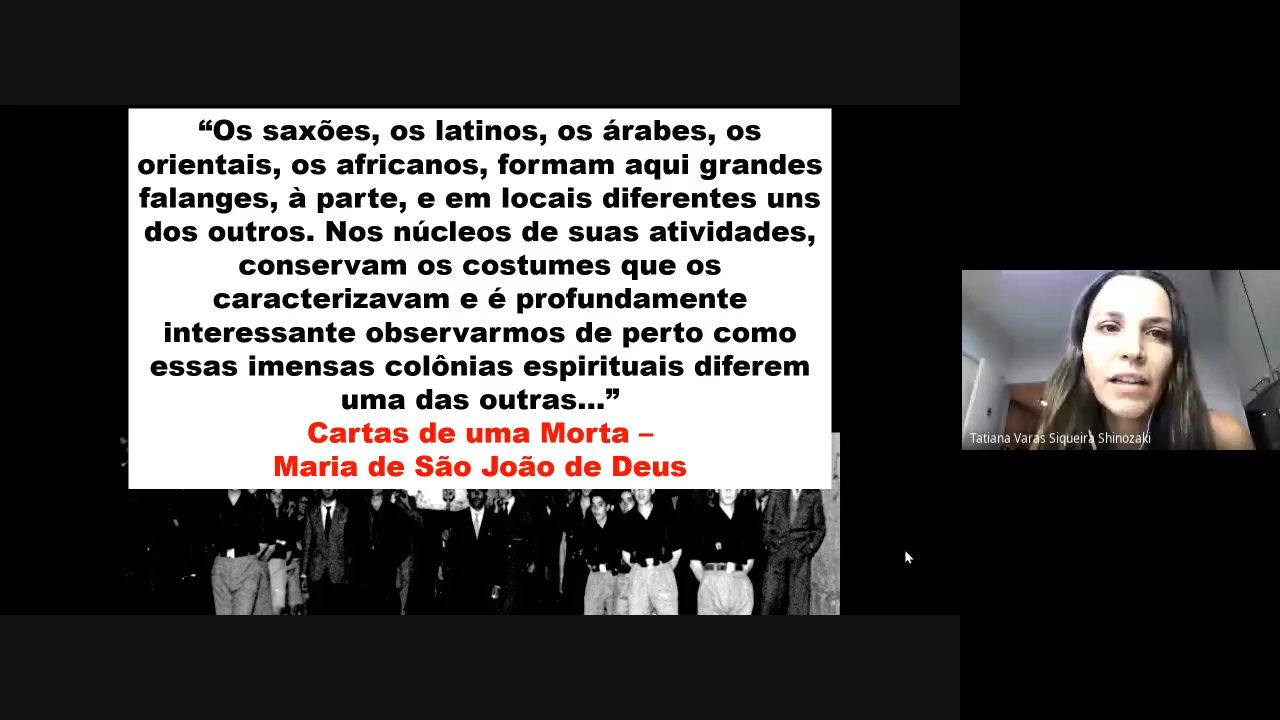 “Os saxões, os latinos, os árabes, os
orientais, os africanos, formam aqui grandes
falanges, à parte, e em locais diferentes uns
dos outros. Nos núcleos de suas atividades,
conservam os costumes que os
caracterizavam e é profundamente
interessante observarmos de perto como
essas imensas colônias espirituais diferem
uma das outras...”
Cartas de uma Morta –
Maria de São João de Deus
Tatiana Varas Siqueira Shinozaki